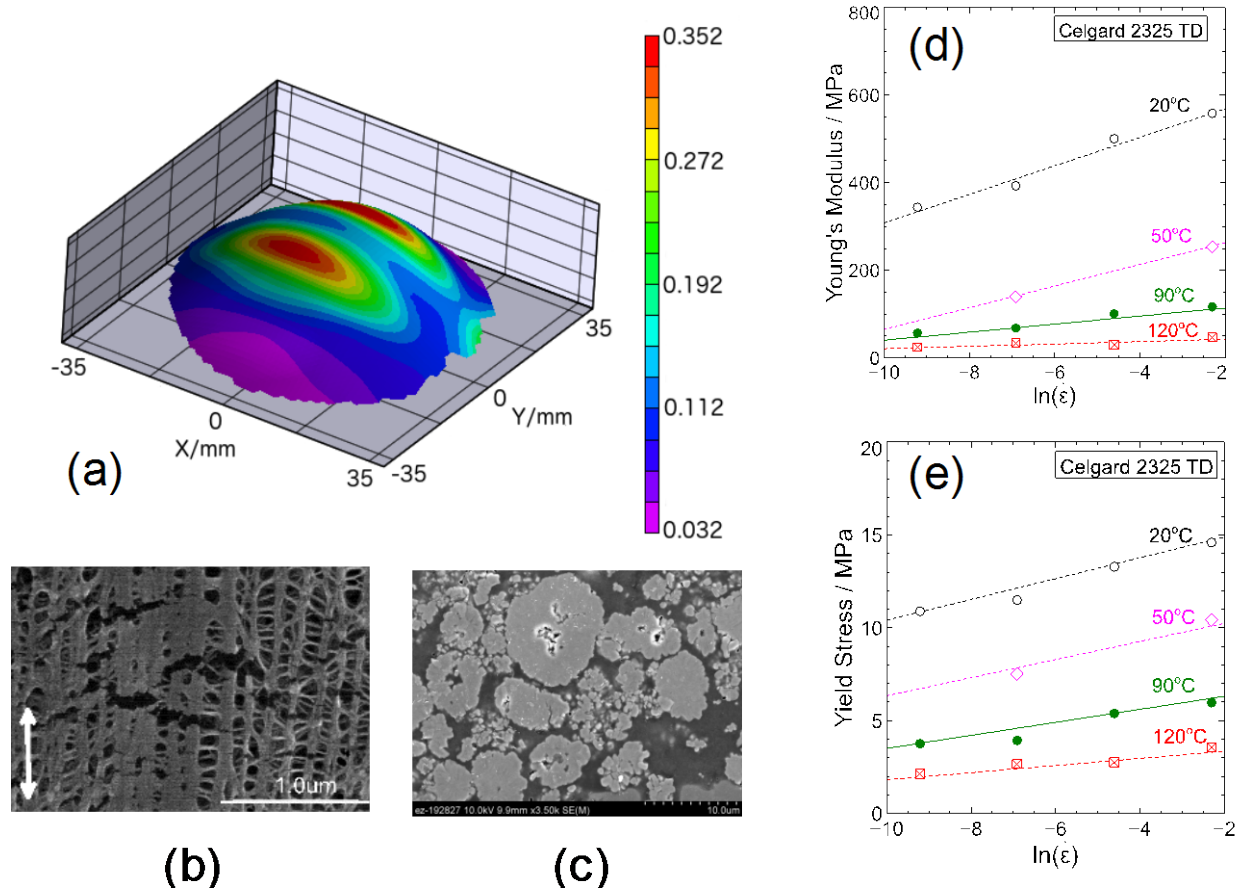 0.352
0.272
0.192
0.112
0.032
-35
0
X/mm
35
-35
0
Y/mm
35
(a)
1.0um
(b)
ez-192827 10.0kV 9.9mm x3.50k SE(M)
10.0um
(c)
(d)
Celgard 2325 TD
Young's Modulus / MPa
800
600
400
200
0
20°C
50°C
90°C
120°C
−10
−8
−6
−4
−2
ln(ε̇)
(e)
Celgard 2325 TD
Yield Stress / MPa
20
15
10
5
0
20°C
50°C
90°C
120°C
−10
−8
−6
−4
−2
ln(ε̇)